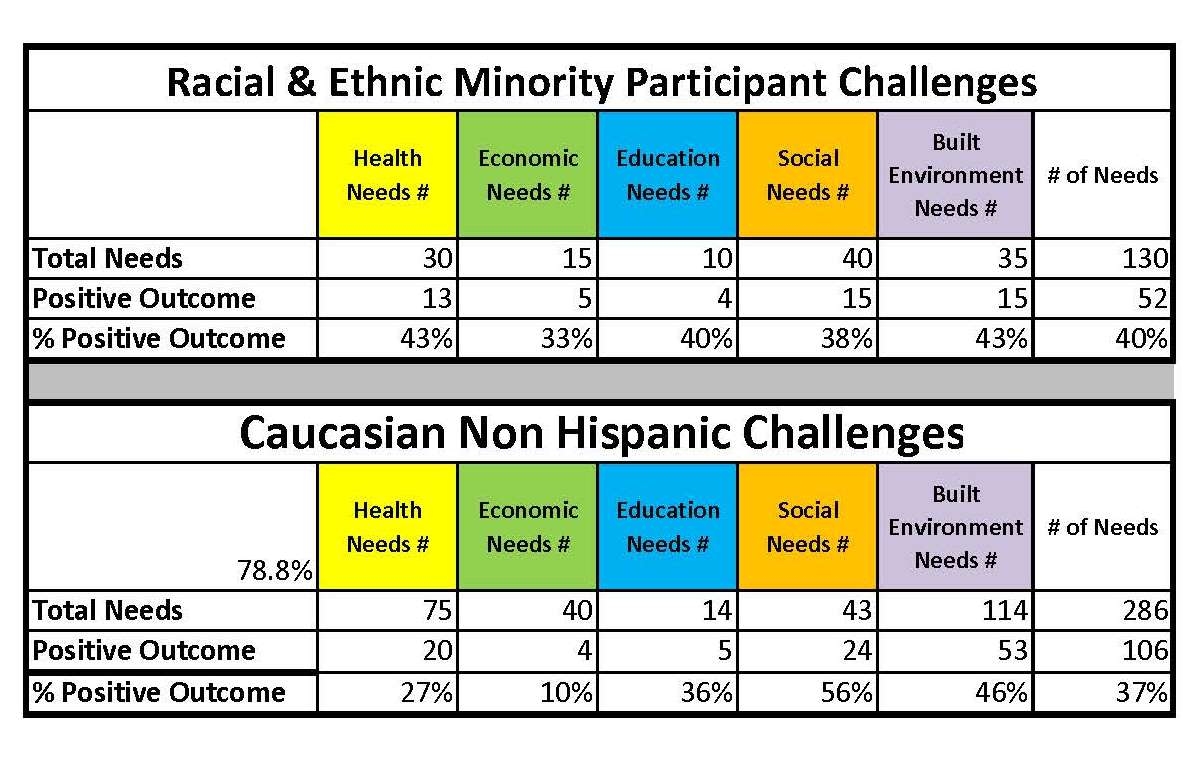 Racial & Ethnic Minority Participant Challenges
Health Needs # Economic Needs # Education Needs # Social Needs # Built Environment Needs # # of Needs
Total Needs 30 15 10 40 35 130
Positive Outcome 13 5 4 15 15 52
% Positive Outcome 43% 33% 40% 38% 43% 40%
Caucasian Non Hispanic Challenges
78.8% Health Needs # Economic Needs # Education Needs # Social Needs # Built Environment Needs # # of Needs
Total Needs 75 40 14 43 114 286
Positive Outcome 20 4 5 24 53 106
% Positive Outcome 27% 10% 36% 56% 46% 37%